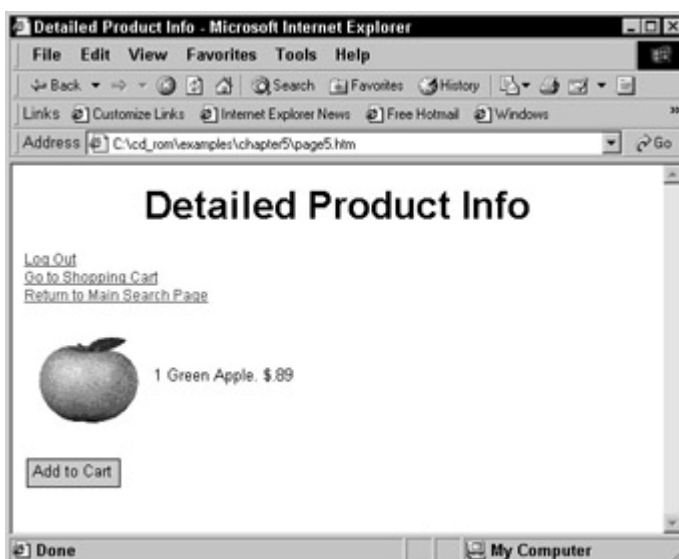 Detailed Product Info - Microsoft Internet Explorer
File Edit View Favorites Tools Help
Back Search Favorites History
Links Customize Links Internet Explorer News Free Hotmail Windows
Address C:\cd_rom\examples\chapter5\page5.htm Go
Detailed Product Info
Log Out
Go to Shopping Cart
Return to Main Search Page
1 Green Apple. $.89
Add to Cart
Done My Computer